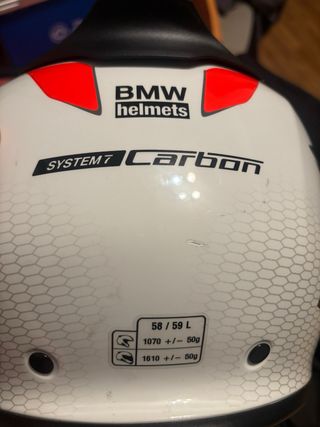 BMW
helmets
SYSTEM 7 Carbon
58 / 59 L
1070 +/- 50g
1610 +/- 50g